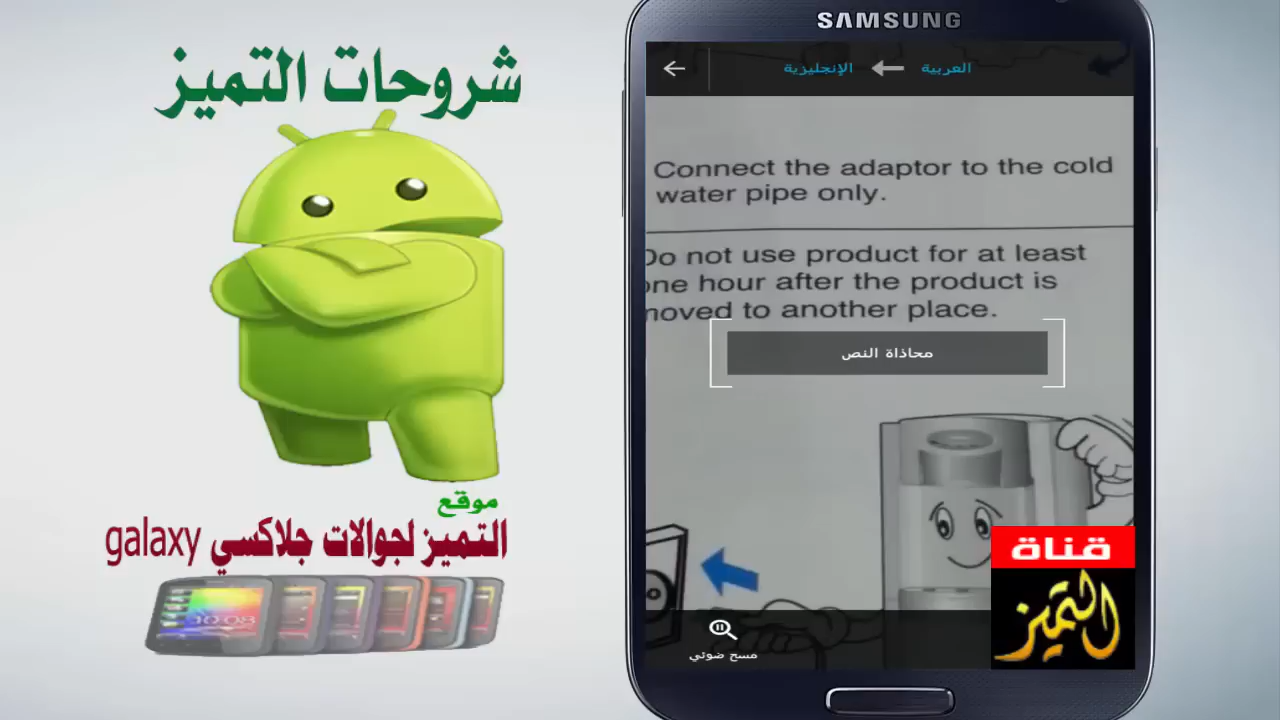 شروحات التميز
موقع
التميز لجوالات جلاكسي galaxy
10:08
SAMSUNG
العربية
الإنجليزية
Connect the adaptor to the cold
water pipe only.
Do not use product for at least
one hour after the product is
moved to another place.
محاذاة النص
مسح ضوئي
قناة
التميز